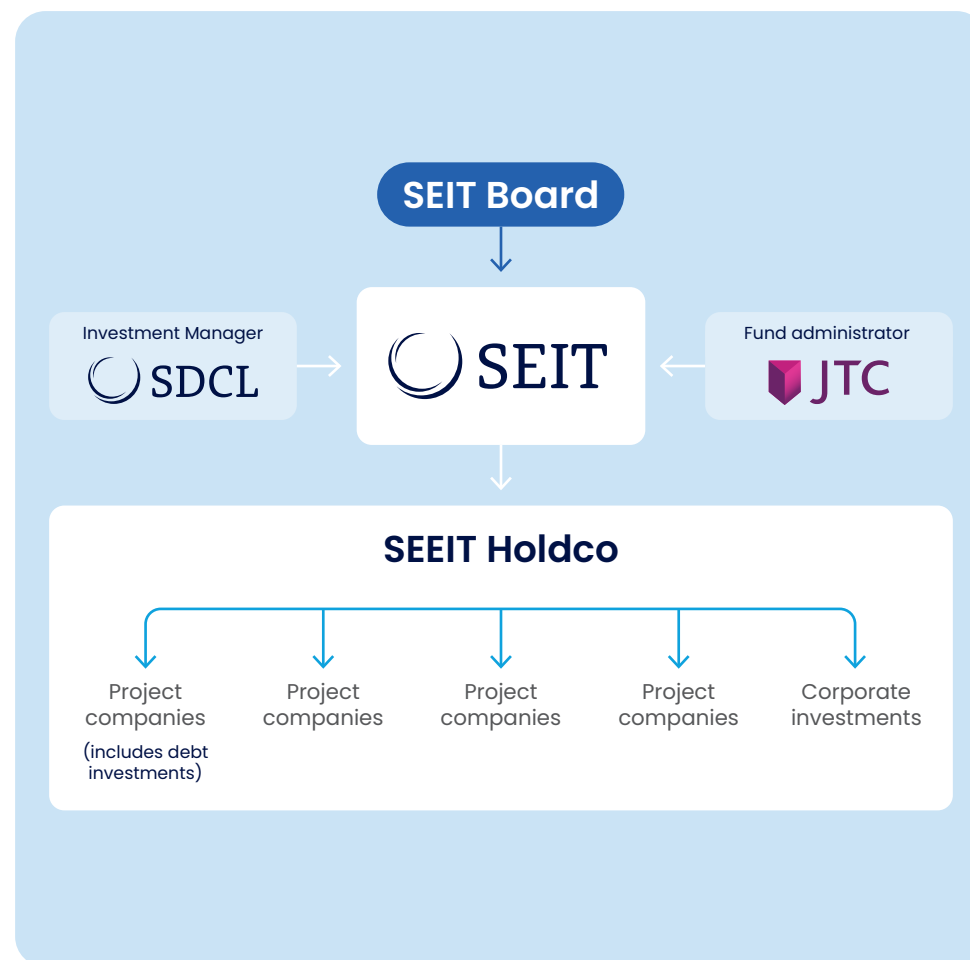 SEIT Board
Investment Manager
SDCL
SEIT
Fund administrator
JTC
SEEIT Holdco
Project
companies
(includes debt
investments)
Project
companies
Project
companies
Project
companies
Corporate
investments